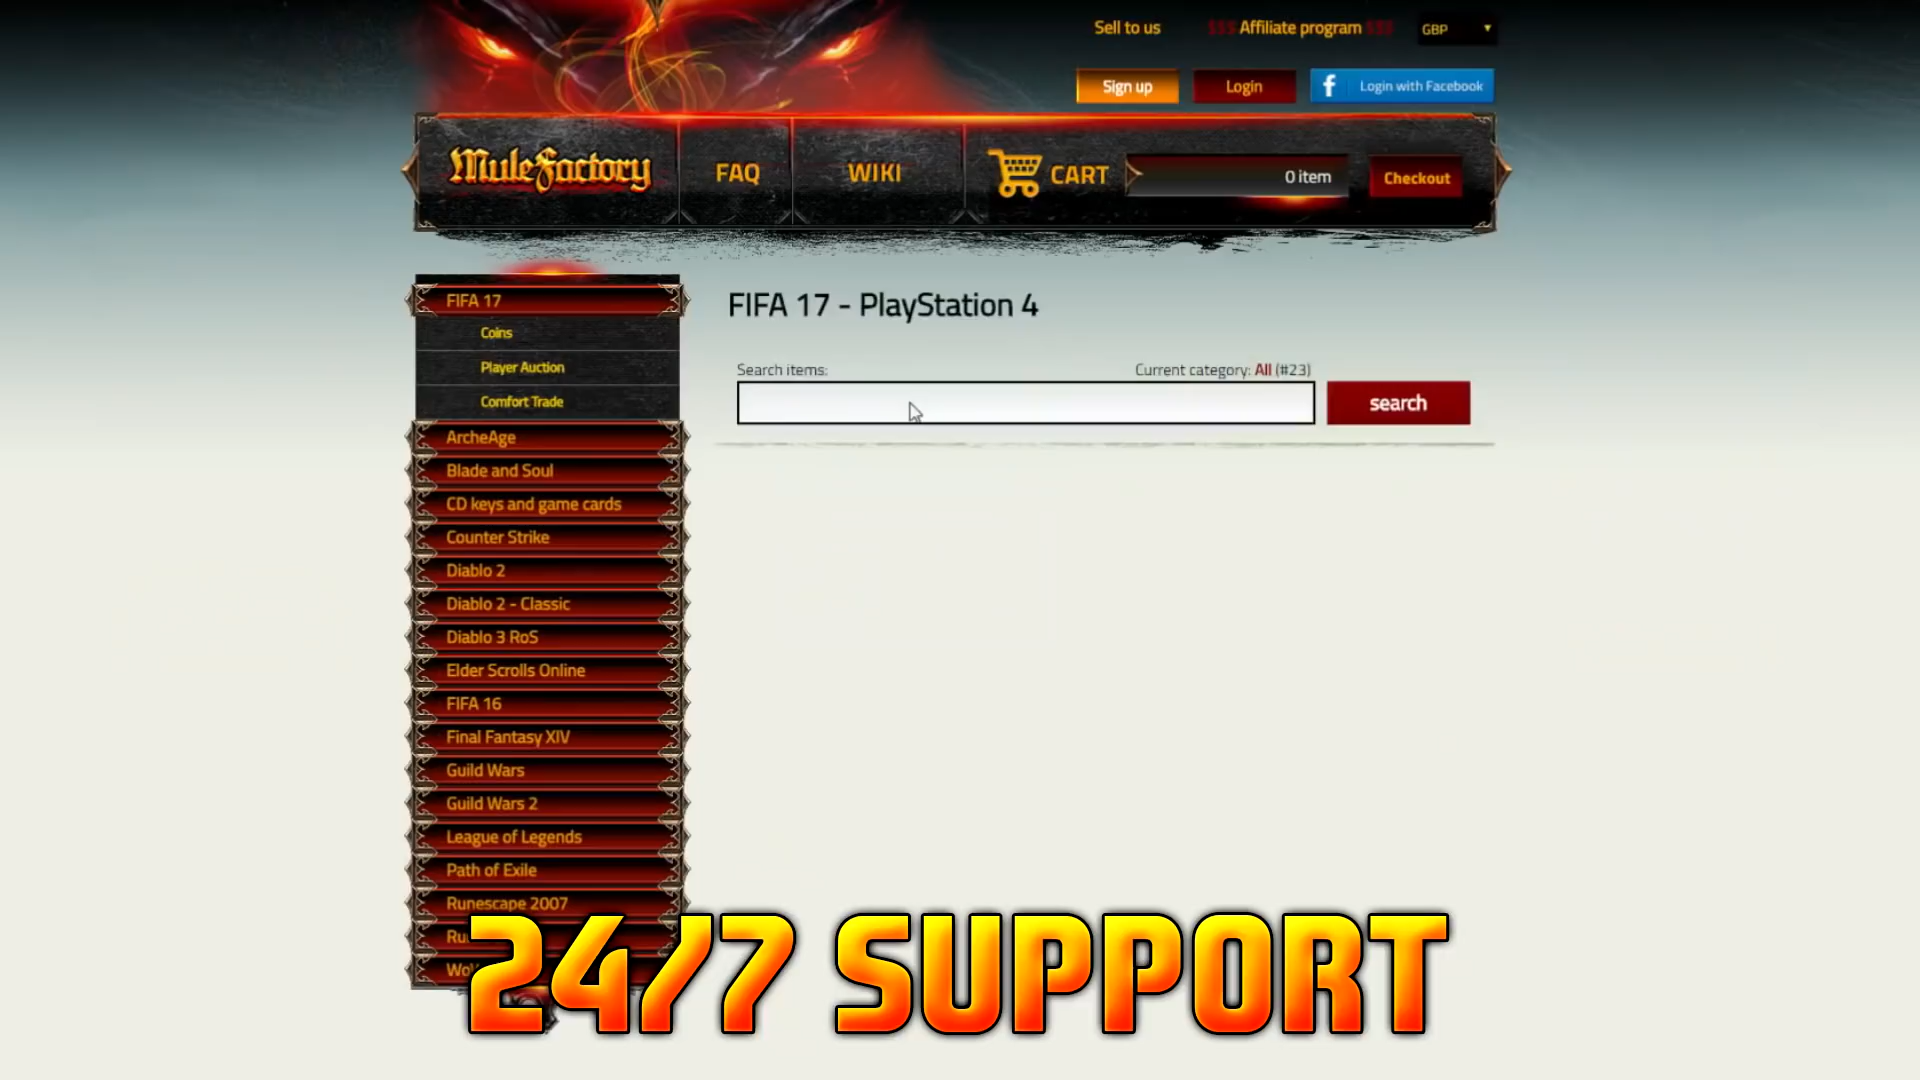 Sell to us
$$$ Affiliate program $$$
GBP
Sign up
Login
f Login with Facebook
MuleFactory
FAQ
WIKI
CART
0 item
Checkout
FIFA 17
Coins
Player Auction
Comfort Trade
ArcheAge
Blade and Soul
CD keys and game cards
Counter Strike
Diablo 2
Diablo 2 - Classic
Diablo 3 RoS
Elder Scrolls Online
FIFA 16
Final Fantasy XIV
Guild Wars
Guild Wars 2
League of Legends
Path of Exile
Runescape 2007
FIFA 17 - PlayStation 4
Search items:
Current category: All (#23)
search
24/7 SUPPORT